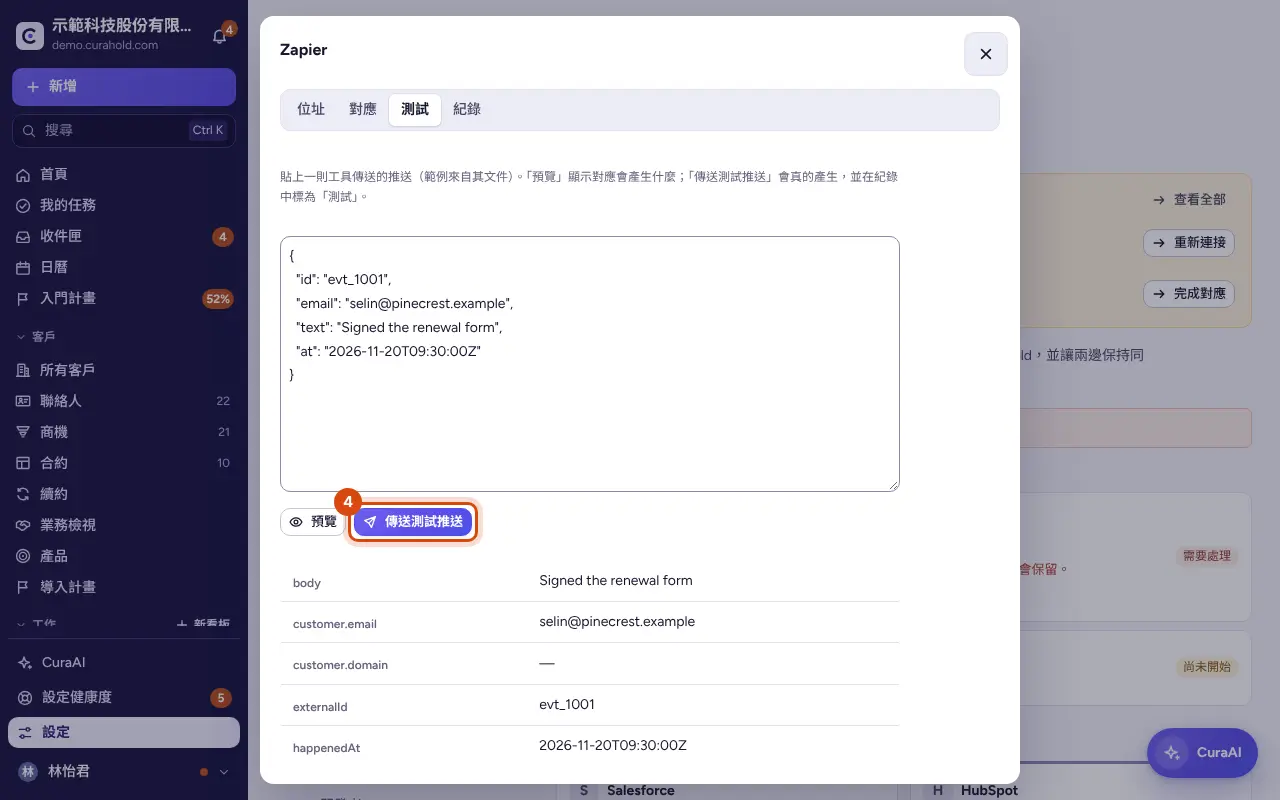 示範科技股份有限...
demo.curahold.com
4
新增
搜尋
Ctrl K
首頁
我的任務
收件匣
4
日曆
入門計畫
52%
客戶
所有客戶
聯絡人
22
商機
21
合約
10
續約
業務檢視
產品
導入計畫
工作
新看板
CuraAI
設定健康度
5
設定
林
林怡君
Zapier
位址
對應
測試
紀錄
貼上一則工具傳送的推送（範例來自其文件）。「預覽」顯示對應會產生什麼；「傳送測試推送」會真的產生，並在紀錄
中標為「測試」。
{
"id": "evt_1001",
"email": "selin@pinecrest.example",
"text": "Signed the renewal form",
"at": "2026-11-20T09:30:00Z"
}
4
預覽
傳送測試推送
body
Signed the renewal form
customer.email
selin@pinecrest.example
customer.domain
—
externalId
evt_1001
happenedAt
2026-11-20T09:30:00Z
查看全部
重新連接
完成對應
ld，並讓兩邊保持同
需要處理
會保留。
尚未開始
CuraAI
S
Salesforce
H
HubSpot